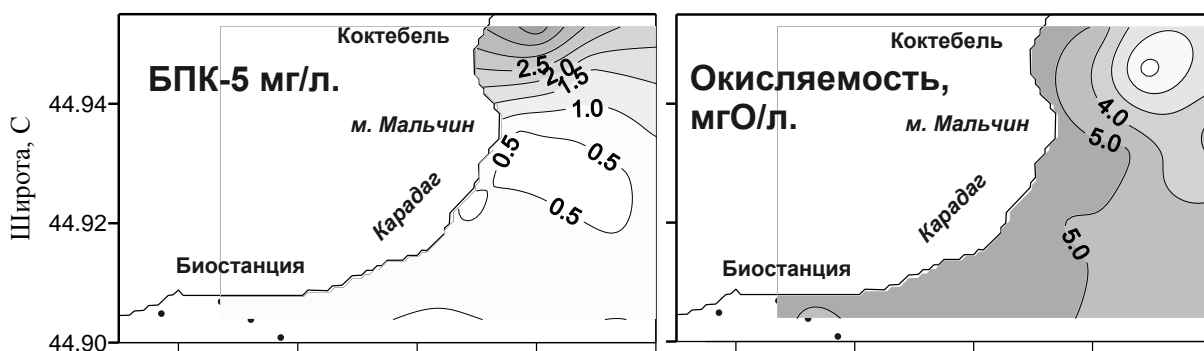 Коктебель
БПК-5 мг/л.
2.5
2.0
1.5
44.94
1.0
м. Мальчин
0.5
0.5
Карадаг
0.5
44.92
Широта, С
Биостанция
44.90
Коктебель
Окисляемость,
мгО/л.
4.0
м. Мальчин
5.0
Карадаг
5.0
Биостанция